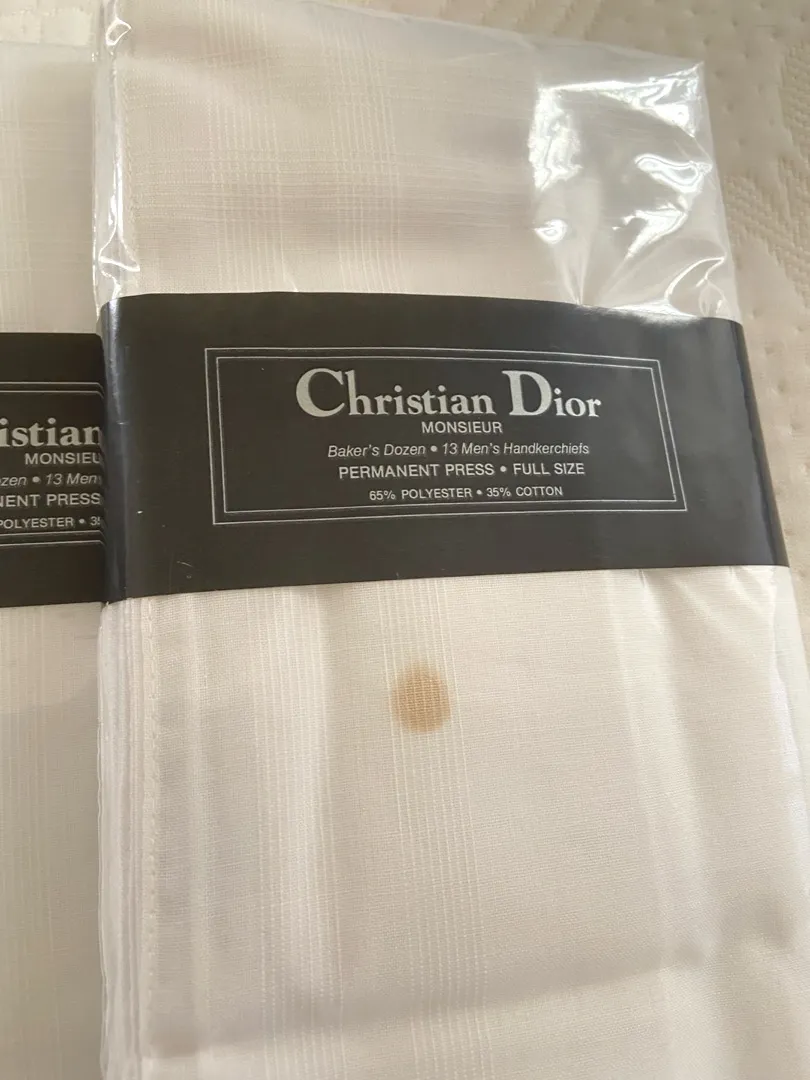 Christian Dior
MONSIEUR
Baker's Dozen • 13 Men's Handkerchiefs
PERMANENT PRESS • FULL SIZE
65% POLYESTER • 35% COTTON
istian
MONSIEU
zen • 13 Men
NENT PRESS
POLYESTER • 3